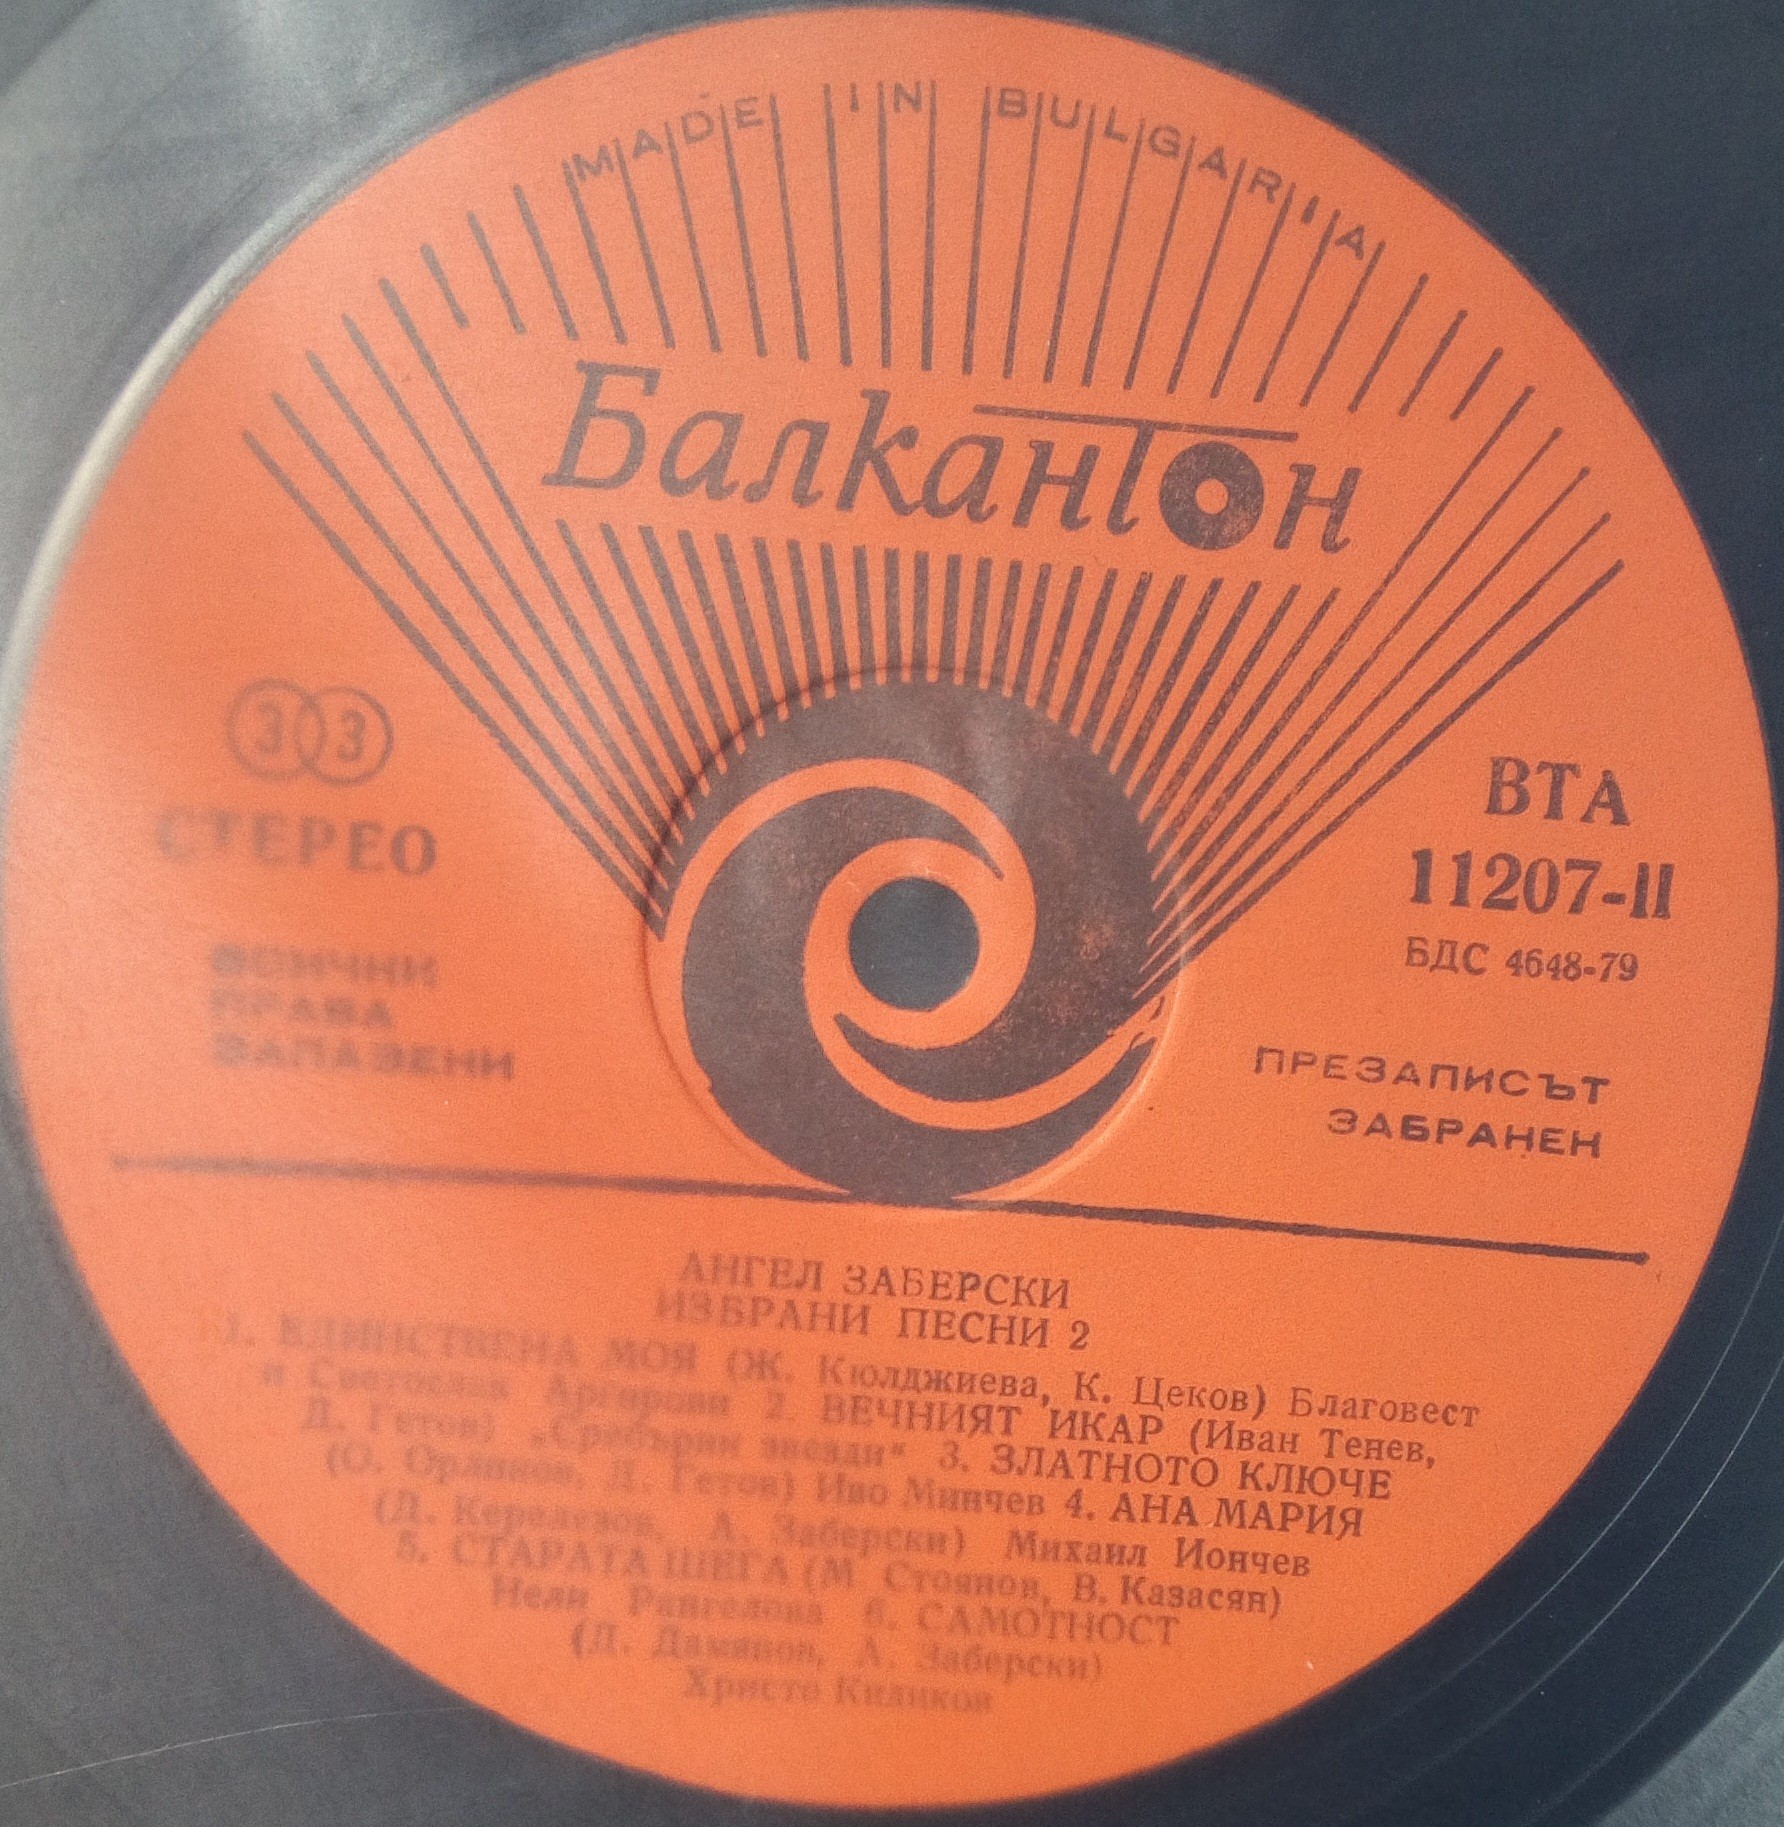 MADE IN BULGARIA
Балкантон
33
СТЕРЕО
ВСИЧКИ
ПРАВА
ЗАПАЗЕНИ
ВТА
11207-II
БДС 4648-79
ПРЕЗАПИСЪТ
ЗАБРАНЕН
АНГЕЛ ЗАБЕРСКИ
ИЗБРАНИ ПЕСНИ 2
1. ЕДИНСТВЕНА МОЯ (Ж. Кюлджиева, К. Цеков) Благовест
и Светослав Аргирови 2. ВЕЧНИЯТ ИКАР (Иван Тенев,
Д. Гетов) „Сребърни звезди“ 3. ЗЛАТНОТО КЛЮЧЕ
(О. Орлинов, Д. Гетов) Иво Минчев 4. АНА МАРИЯ
(Д. Керелезов, А. Заберски) Михаил Йончев
5. СТАРАТА ШЕГА (М. Стоянов, В. Казасян)
Нели Рангелова 6. САМОТНОСТ
(Д. Дамянов, А. Заберски)
Христо Кидиков